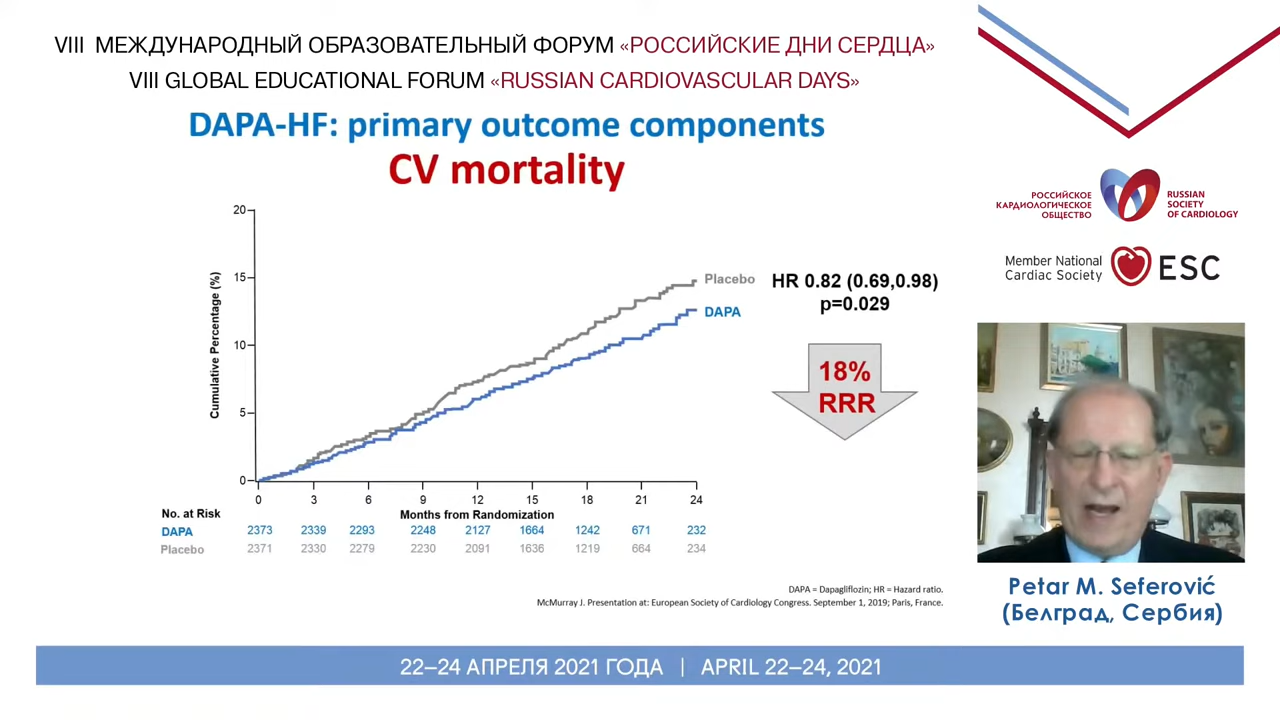 VIII МЕЖДУНАРОДНЫЙ ОБРАЗОВАТЕЛЬНЫЙ ФОРУМ «РОССИЙСКИЕ ДНИ СЕРДЦА»
VIII GLOBAL EDUCATIONAL FORUM «RUSSIAN CARDIOVASCULAR DAYS»
DAPA-HF: primary outcome components
CV mortality
20
15
10
5
0
Cumulative Percentage (%)
Placebo
DAPA
HR 0.82 (0.69,0.98)
p=0.029
18%
RRR
0 3 6 9 12 15 18 21 24
Months from Randomization
No. at Risk
DAPA 2373 2339 2293 2248 2127 1664 1242 671 232
Placebo 2371 2330 2279 2230 2091 1636 1219 664 234
DAPA = Dapagliflozin; HR = Hazard ratio.
McMurray J. Presentation at: European Society of Cardiology Congress. September 1, 2019; Paris, France.
РОССИЙСКОЕ
КАРДИОЛОГИЧЕСКОЕ
ОБЩЕСТВО
RUSSIAN
SOCIETY
OF CARDIOLOGY
Member National
Cardiac Society
ESC
Petar M. Seferović
(Белград, Сербия)
22–24 АПРЕЛЯ 2021 ГОДА | APRIL 22–24, 2021